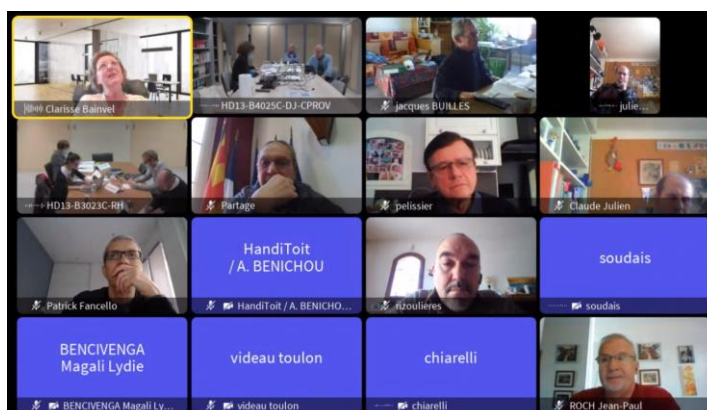 Clarisse Bainvel
HD13-B4025C-DJ-CPROV
jacques BUILLES
julie...
HD13-B3023C-RH
Partage
pelissier
Claude Julien
Patrick Fancello
HandiToit
/ A. BENICHOU
HandiToit / A. BENICHO...
rizoulieres
soudais
soudais
BENCIVENGA
Magali Lydie
BENCIVENGA Magali Ly...
videau toulon
videau toulon
chiarelli
chiarelli
ROCH Jean-Paul